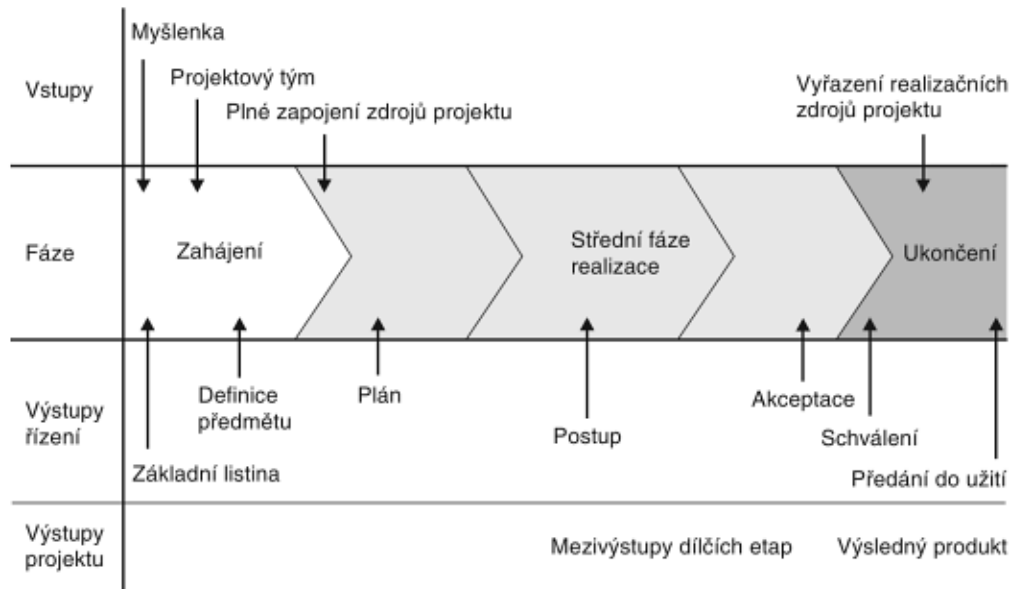 Myšlenka
Projektový tým
Plné zapojení zdrojů projektu
Vyřazení realizačních
zdrojů projektu
Vstupy
Fáze
Zahájení
Střední fáze
realizace
Ukončení
Výstupy
řízení
Definice
předmětu
Plán
Postup
Akceptace
Schválení
Základní listina
Předání do užití
Výstupy
projektu
Mezivýstupy dílčích etap
Výsledný produkt